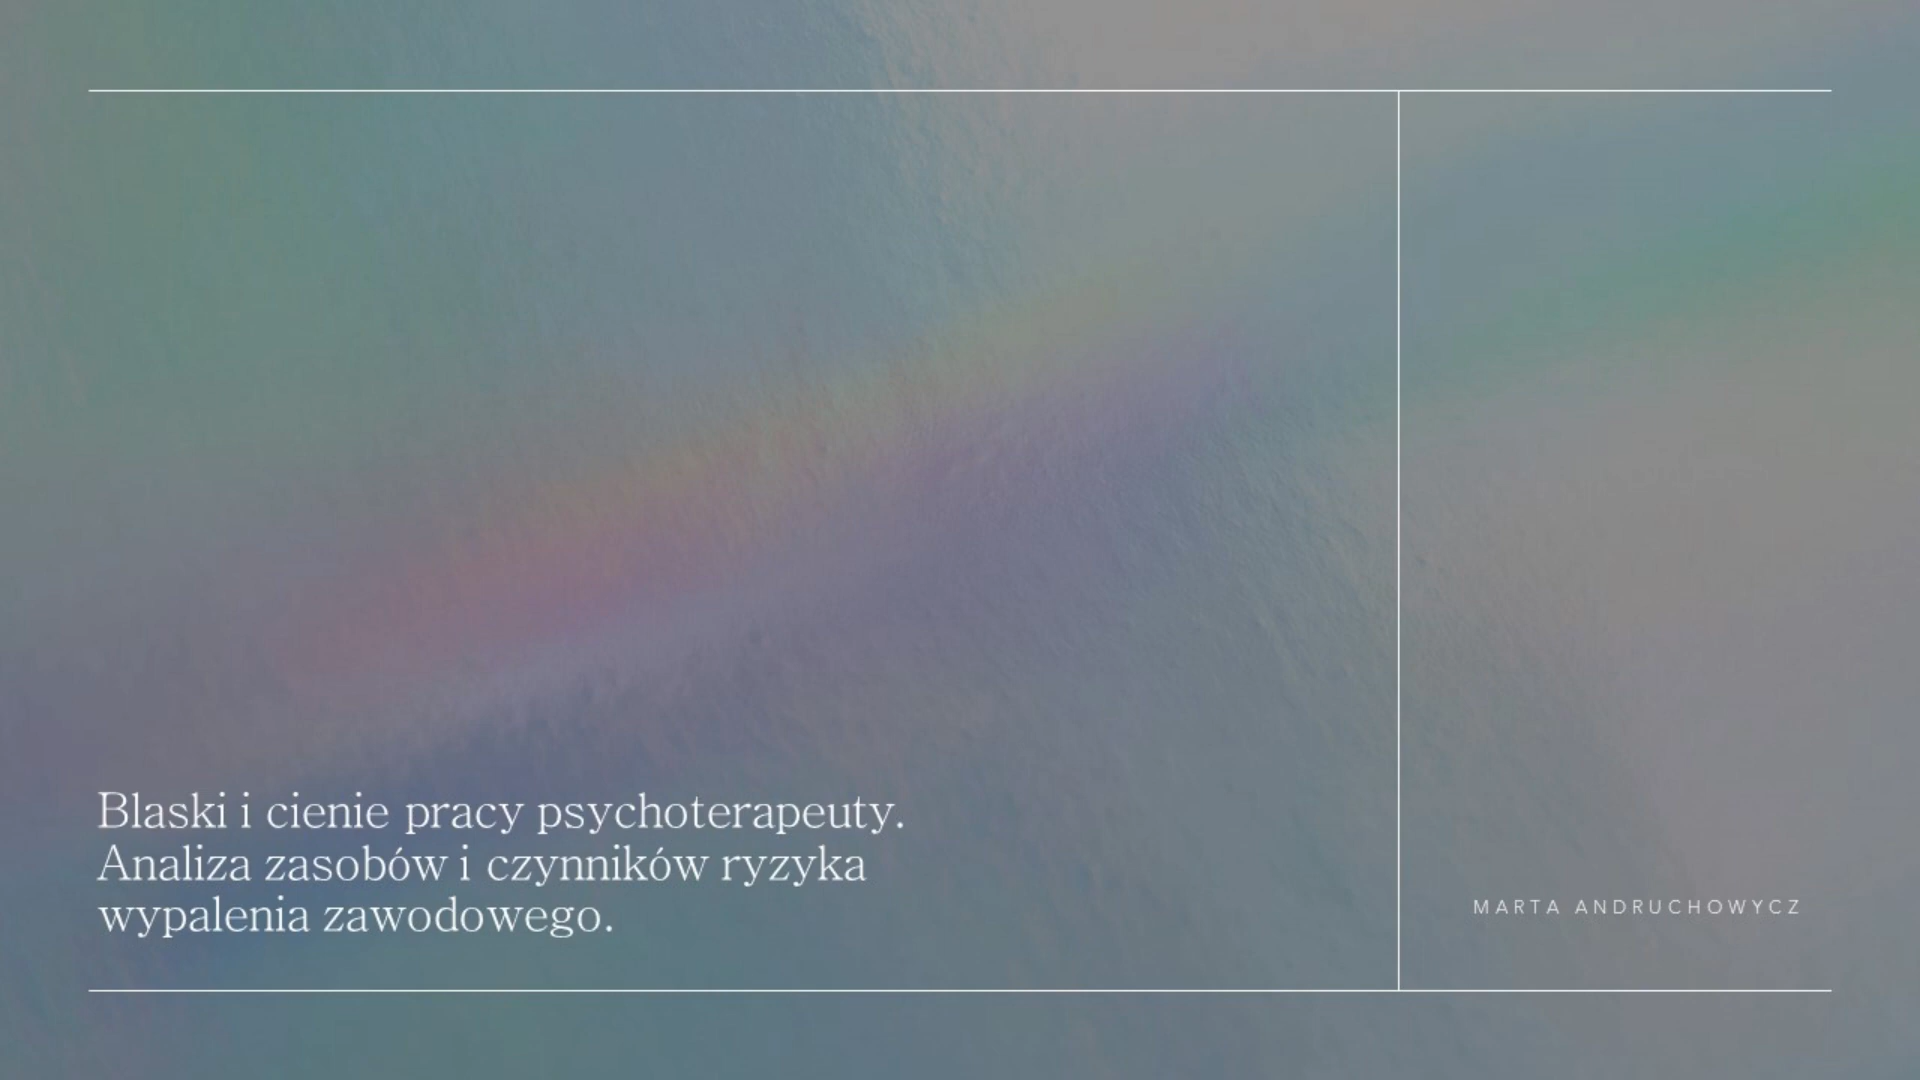 Blaski i cienie pracy psychoterapeuty.
Analiza zasobów i czynników ryzyka
wypalenia zawodowego.
MARTA ANDRUCHOWYCZ